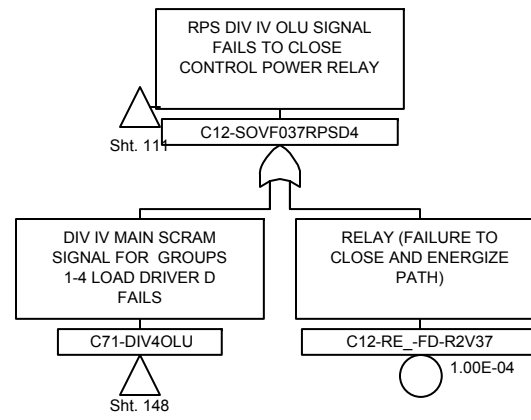 RPS DIV IV OLU SIGNAL
FAILS TO CLOSE
CONTROL POWER RELAY
C12-SOVF037RPSD4
Sht. 111
DIV IV MAIN SCRAM
SIGNAL FOR GROUPS
1-4 LOAD DRIVER D
FAILS
C71-DIV4OLU
Sht. 148
RELAY (FAILURE TO
CLOSE AND ENERGIZE
PATH)
C12-RE_-FD-R2V37
1.00E-04